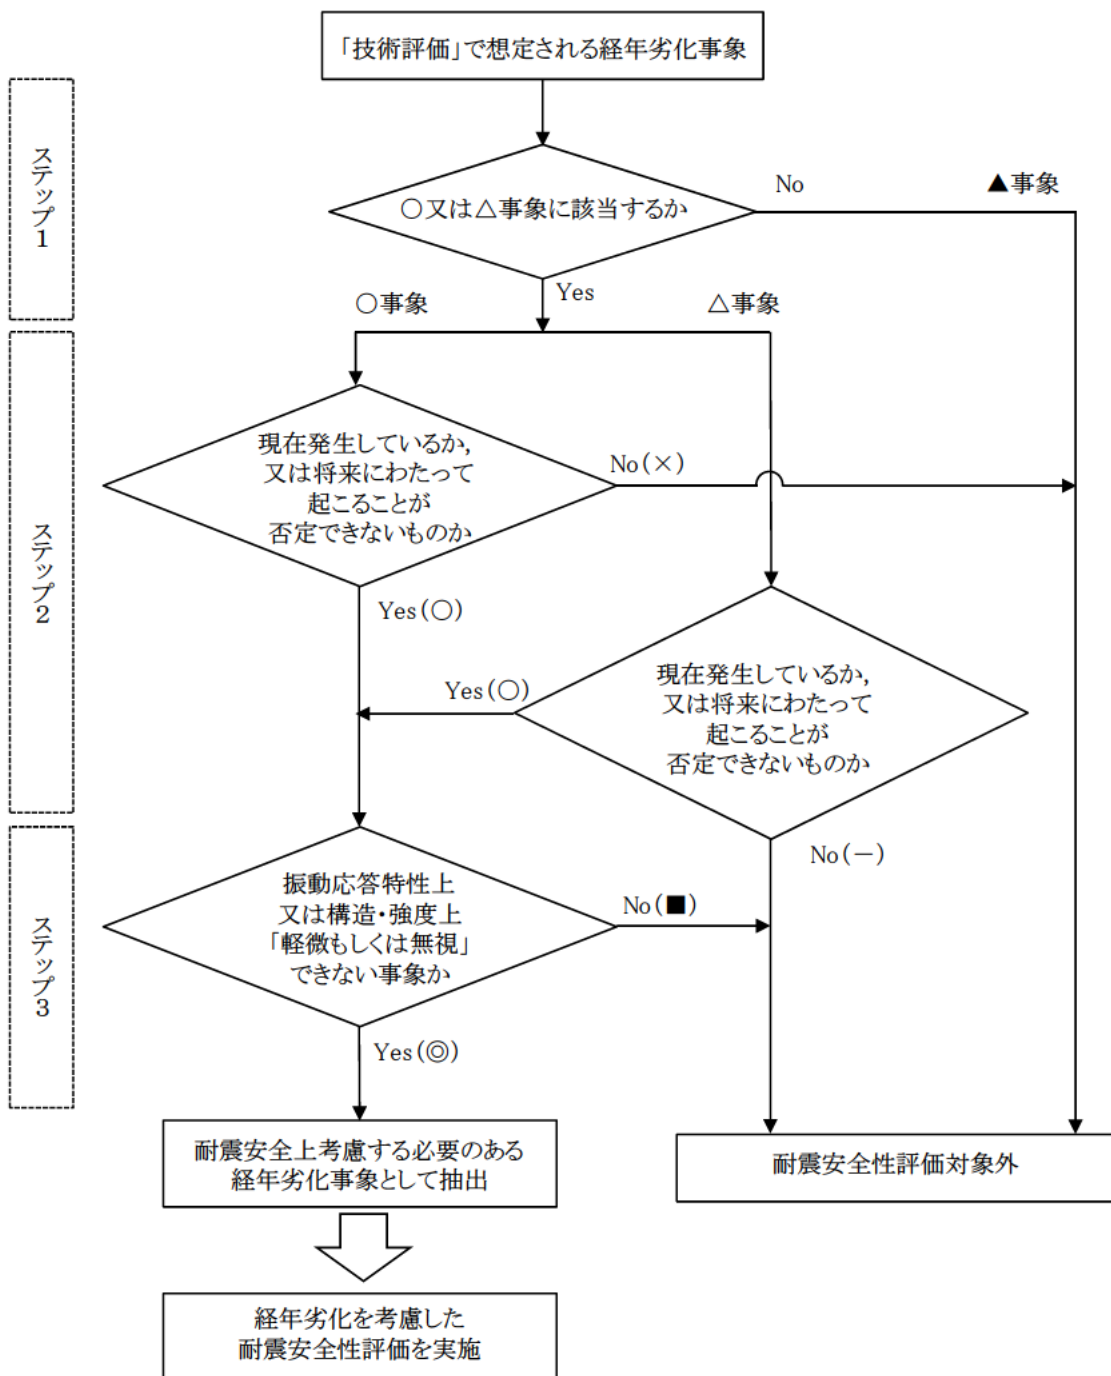 「技術評価」で想定される経年劣化事象
ステップ1
○又は△事象に該当するか
No
▲事象
Yes
○事象
△事象
ステップ2
現在発生しているか,
又は将来にわたって
起こることが
否定できないものか
No(×)
Yes(○)
現在発生しているか,
又は将来にわたって
起こることが
否定できないものか
Yes(○)
No(－)
ステップ3
振動応答特性上
又は構造・強度上
「軽微もしくは無視」
できない事象か
No(■)
Yes(◎)
耐震安全上考慮する必要のある
経年劣化事象として抽出
耐震安全性評価対象外
経年劣化を考慮した
耐震安全性評価を実施